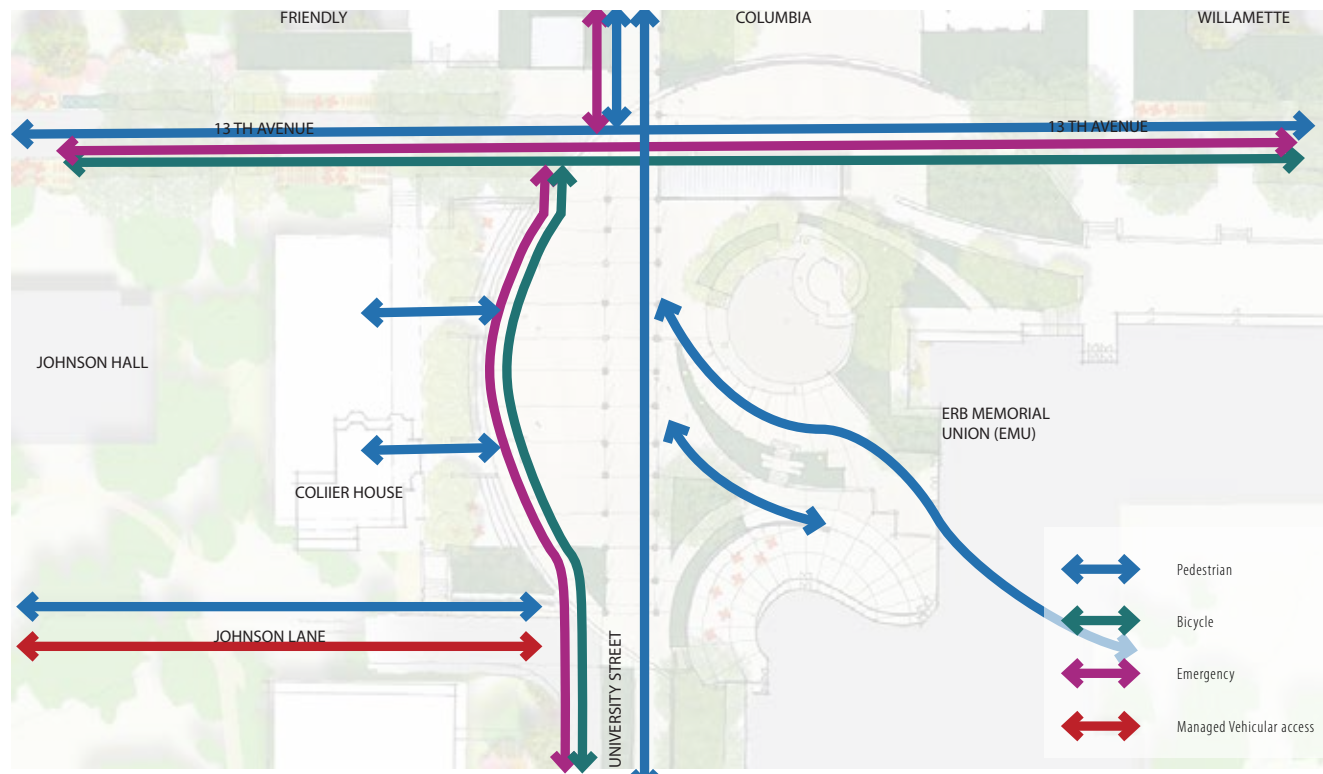 FRIENDLY
COLUMBIA
WILLAMETTE
13 TH AVENUE
13 TH AVENUE
JOHNSON HALL
ERB MEMORIAL
UNION (EMU)
COLIIER HOUSE
Pedestrian
Bicycle
JOHNSON LANE
UNIVERSITY STREET
Emergency
Managed Vehicular access